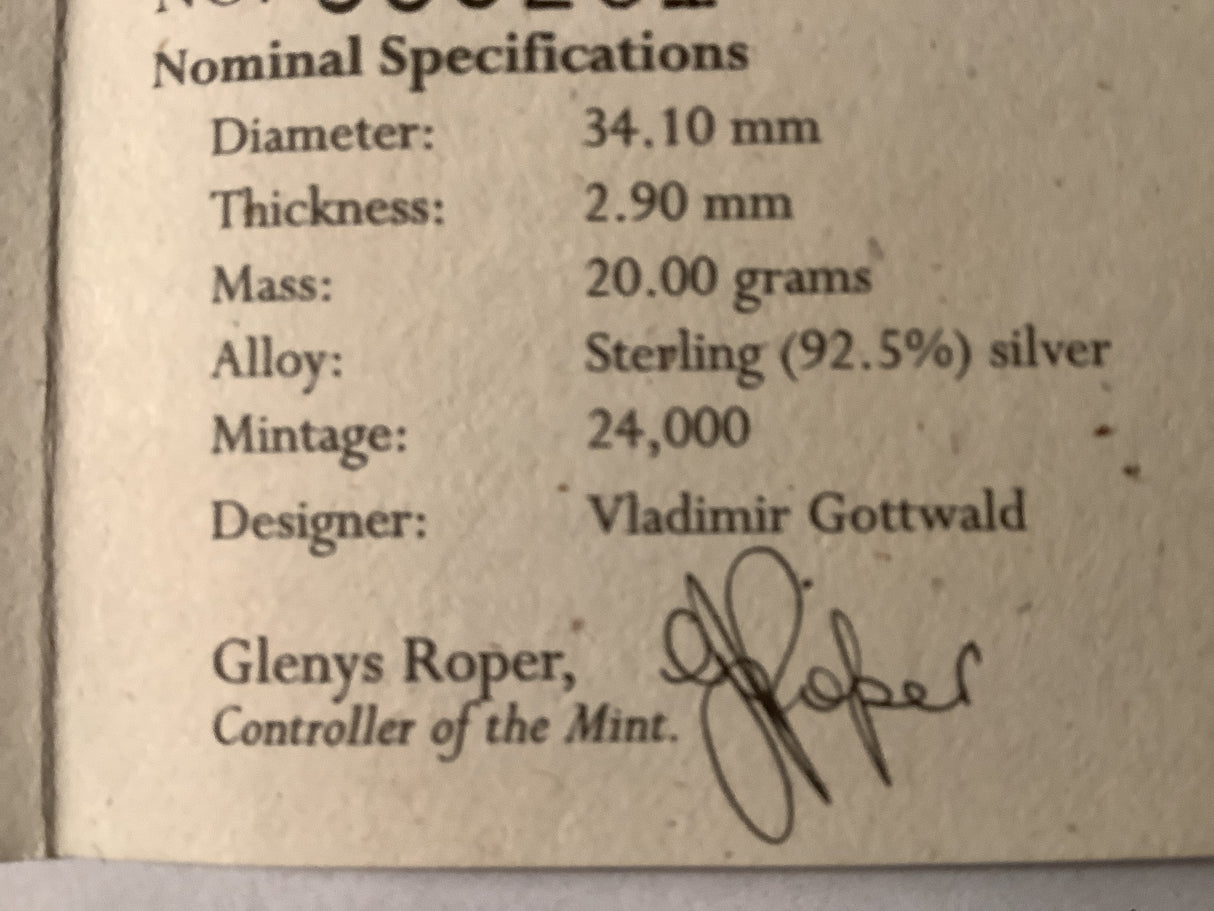 Nominal Specifications
Diameter: 34.10 mm
Thickness: 2.90 mm
Mass: 20.00 grams
Alloy: Sterling (92.5%) silver
Mintage: 24,000
Designer: Vladimir Gottwald
Glenys Roper, GRoper
Controller of the Mint.